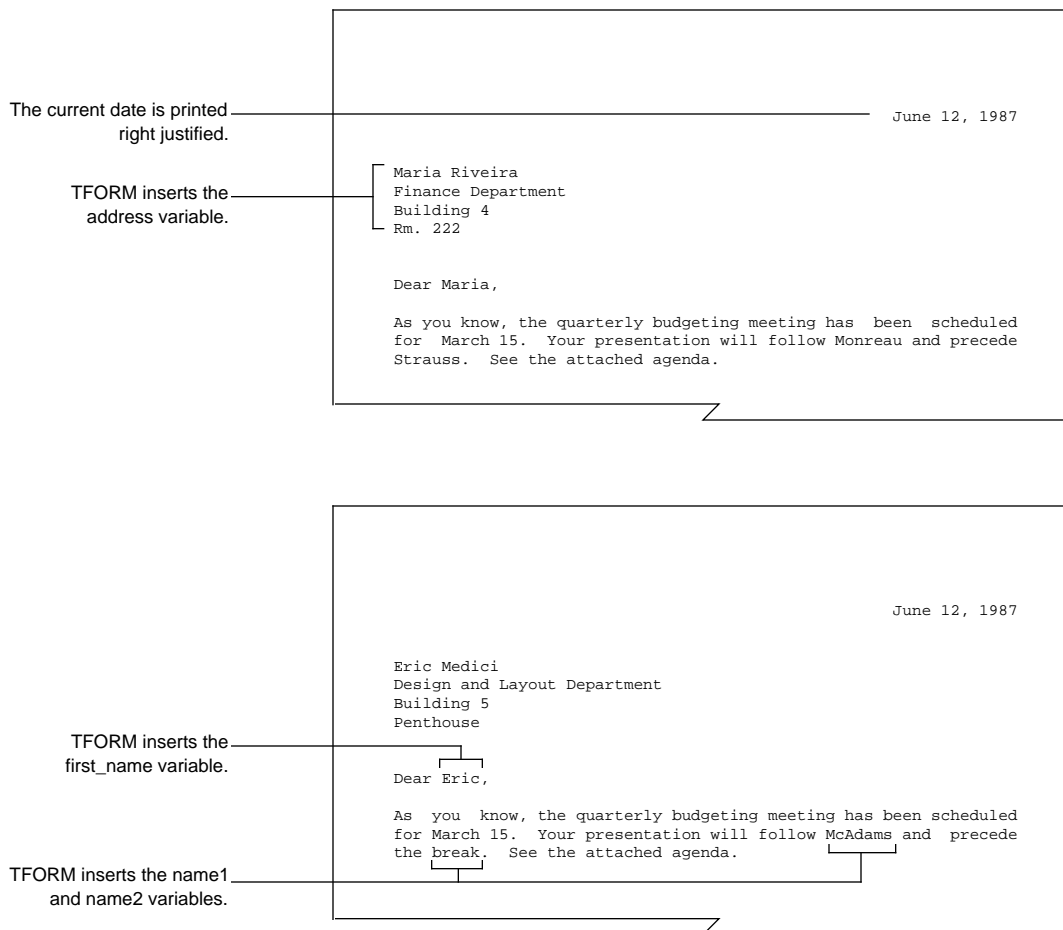 The current date is printed
right justified.
June 12, 1987
TFORM inserts the
address variable.
Maria Riveira
Finance Department
Building 4
Rm. 222
Dear Maria,
As you know, the quarterly budgeting meeting has been scheduled
for March 15. Your presentation will follow Monreau and precede
Strauss. See the attached agenda.
June 12, 1987
Eric Medici
Design and Layout Department
Building 5
Penthouse
TFORM inserts the
first_name variable.
Dear Eric,
As you know, the quarterly budgeting meeting has been scheduled
for March 15. Your presentation will follow McAdams and precede
the break. See the attached agenda.
TFORM inserts the name1
and name2 variables.